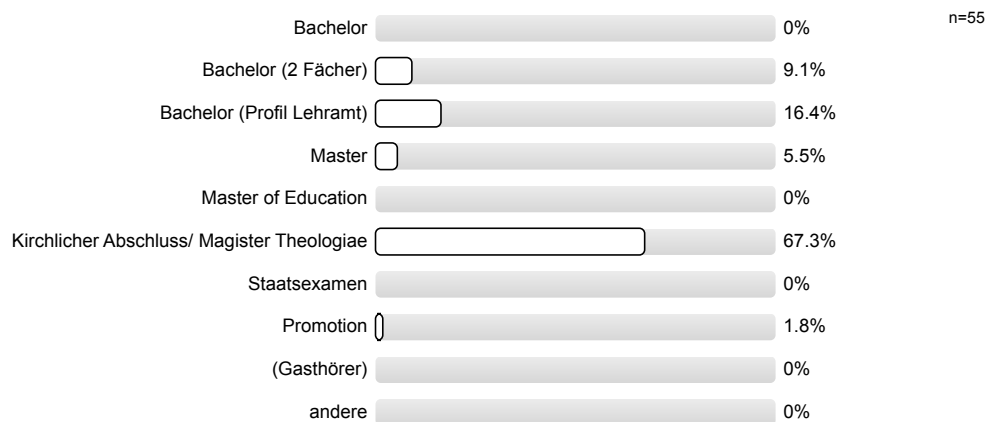 n=55
Bachelor 0%
Bachelor (2 Fächer) 9.1%
Bachelor (Profil Lehramt) 16.4%
Master 5.5%
Master of Education 0%
Kirchlicher Abschluss/ Magister Theologiae 67.3%
Staatsexamen 0%
Promotion 1.8%
(Gasthörer) 0%
andere 0%